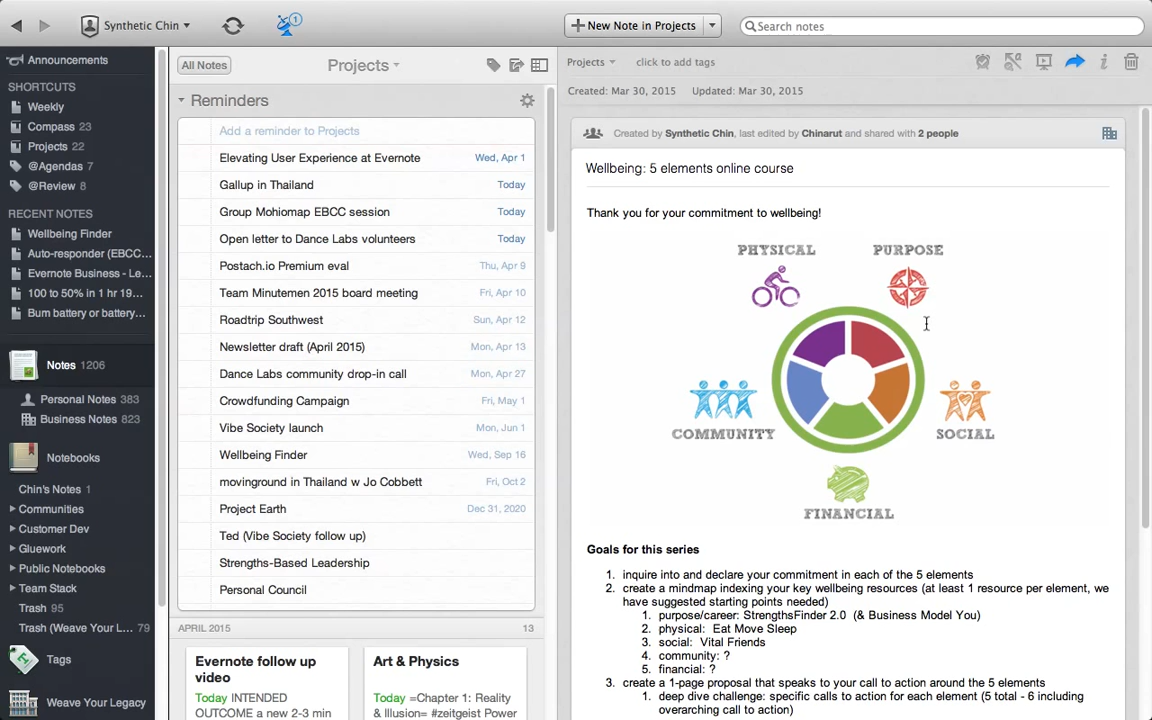 Synthetic Chin
1
New Note in Projects
Search notes
Announcements
SHORTCUTS
Weekly
Compass 23
Projects 22
@Agendas 7
@Review 8
RECENT NOTES
Wellbeing Finder
Auto-responder (EBCC...
Evernote Business - Le...
100 to 50% in 1 hr 19...
Bum battery or battery...
Notes 1206
Personal Notes 383
Business Notes 823
Notebooks
Chin's Notes 1
Communities
Customer Dev
Gluework
Public Notebooks
Team Stack
Trash 95
Trash (Weave Your L... 79
Tags
Weave Your Legacy
All Notes
Projects
Reminders
Add a reminder to Projects
Elevating User Experience at Evernote Wed, Apr 1
Gallup in Thailand Today
Group Mohiomap EBCC session Today
Open letter to Dance Labs volunteers Today
Postach.io Premium eval Thu, Apr 9
Team Minutemen 2015 board meeting Fri, Apr 10
Roadtrip Southwest Sun, Apr 12
Newsletter draft (April 2015) Mon, Apr 13
Dance Labs community drop-in call Mon, Apr 27
Crowdfunding Campaign Fri, May 1
Vibe Society launch Mon, Jun 1
Wellbeing Finder Wed, Sep 16
movinground in Thailand w Jo Cobbett Fri, Oct 2
Project Earth Dec 31, 2020
Ted (Vibe Society follow up)
Strengths-Based Leadership
Personal Council
APRIL 2015 13
Evernote follow up
video
Today INTENDED
OUTCOME a new 2-3 min
Art & Physics
Today =Chapter 1: Reality
& Illusion= #zeitgeist Power
Projects click to add tags
Created: Mar 30, 2015 Updated: Mar 30, 2015
Created by Synthetic Chin, last edited by Chinarut and shared with 2 people
Wellbeing: 5 elements online course
Thank you for your commitment to wellbeing!
PHYSICAL PURPOSE
COMMUNITY SOCIAL
FINANCIAL
Goals for this series
1. inquire into and declare your commitment in each of the 5 elements
2. create a mindmap indexing your key wellbeing resources (at least 1 resource per element, we
have suggested starting points needed)
1. purpose/career: StrengthsFinder 2.0 (& Business Model You)
2. physical: Eat Move Sleep
3. social: Vital Friends
4. community: ?
5. financial: ?
3. create a 1-page proposal that speaks to your call to action around the 5 elements
1. deep dive challenge: specific calls to action for each element (5 total - 6 including
overarching call to action)